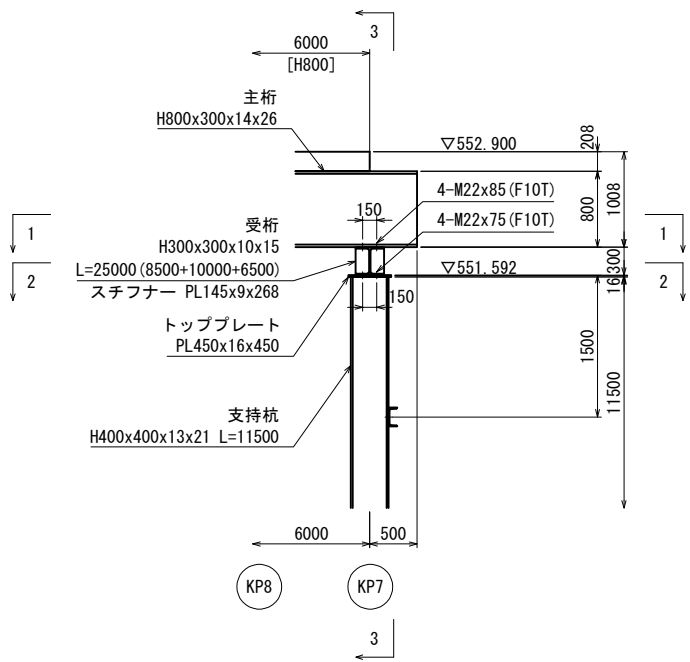 3
6000
[H800]
主桁
H800x300x14x26
▽552.900
208
4-M22x85(F10T)
150
4-M22x75(F10T)
800
1008
1
受桁
H300x300x10x15
1
2
L=25000(8500+10000+6500)
▽551.592
300
2
スチフナー PL145x9x268
16
150
トッププレート
PL450x16x450
1500
11500
支持杭
H400x400x13x21 L=11500
6000
500
KP8
KP7
3